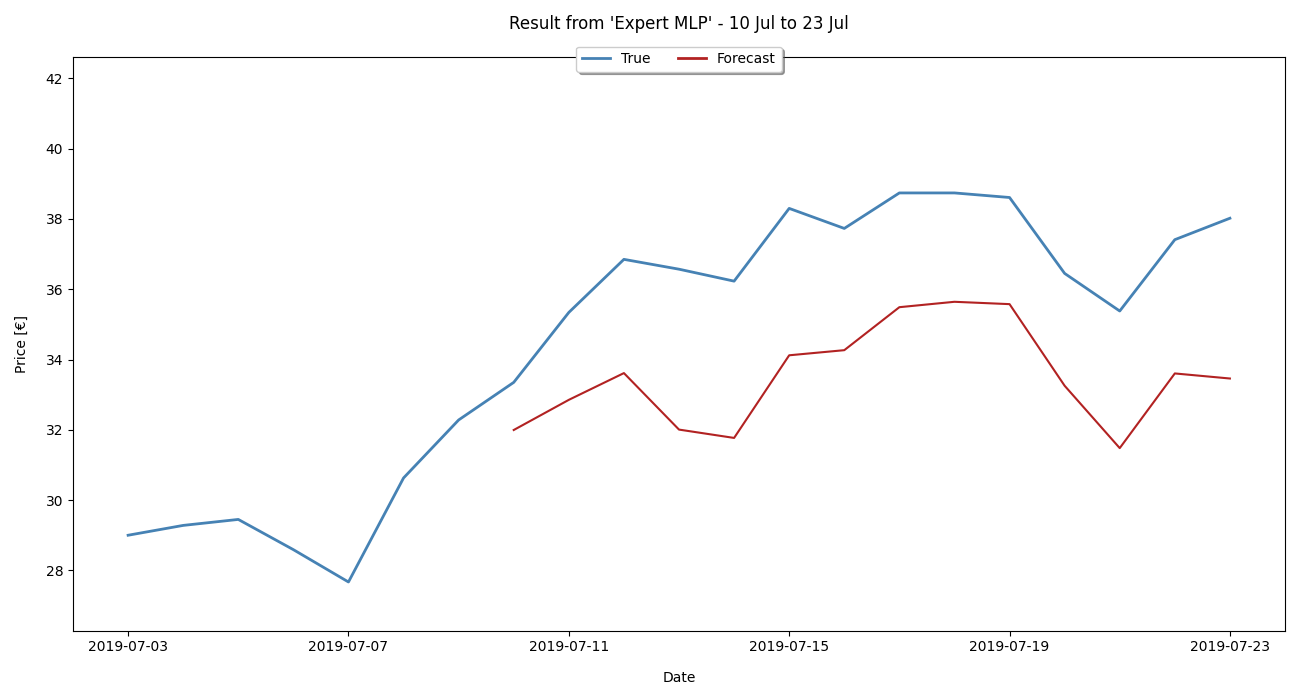 Result from 'Expert MLP' - 10 Jul to 23 Jul
True Forecast
42
40
38
36
34
32
30
28
Price [€]
2019-07-03 2019-07-07 2019-07-11 2019-07-15 2019-07-19 2019-07-23
Date